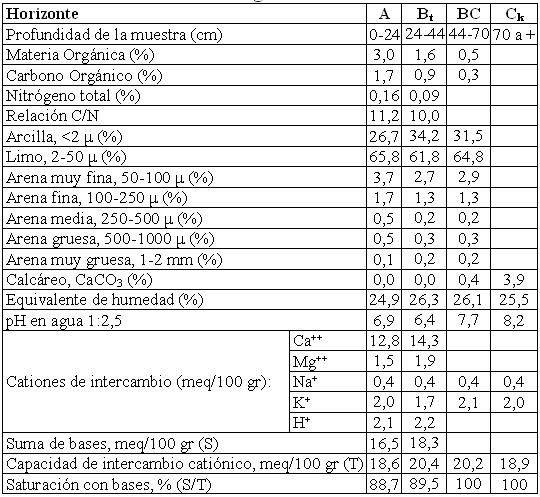 Horizonte A Bt BC Ck
Profundidad de la muestra (cm) 0-24 24-44 44-70 70 a +
Materia Orgánica (%) 3,0 1,6 0,5
Carbono Orgánico (%) 1,7 0,9 0,3
Nitrógeno total (%) 0,16 0,09
Relación C/N 11,2 10,0
Arcilla, <2 µ (%) 26,7 34,2 31,5
Limo, 2-50 µ (%) 65,8 61,8 64,8
Arena muy fina, 50-100 µ (%) 3,7 2,7 2,9
Arena fina, 100-250 µ (%) 1,7 1,3 1,3
Arena media, 250-500 µ (%) 0,5 0,2 0,2
Arena gruesa, 500-1000 µ (%) 0,5 0,3 0,3
Arena muy gruesa, 1-2 mm (%) 0,1 0,2 0,2
Calcáreo, CaCO3 (%) 0,0 0,0 0,4 3,9
Equivalente de humedad (%) 24,9 26,3 26,1 25,5
pH en agua 1:2,5 6,9 6,4 7,7 8,2
Cationes de intercambio (meq/100 gr):
Ca++ 12,8 14,3
Mg++ 1,5 1,9
Na+ 0,4 0,4 0,4 0,4
K+ 2,0 1,7 2,1 2,0
H+ 2,1 2,2
Suma de bases, meq/100 gr (S) 16,5 18,3
Capacidad de intercambio catiónico, meq/100 gr (T) 18,6 20,4 20,2 18,9
Saturación con bases, % (S/T) 88,7 89,5 100 100